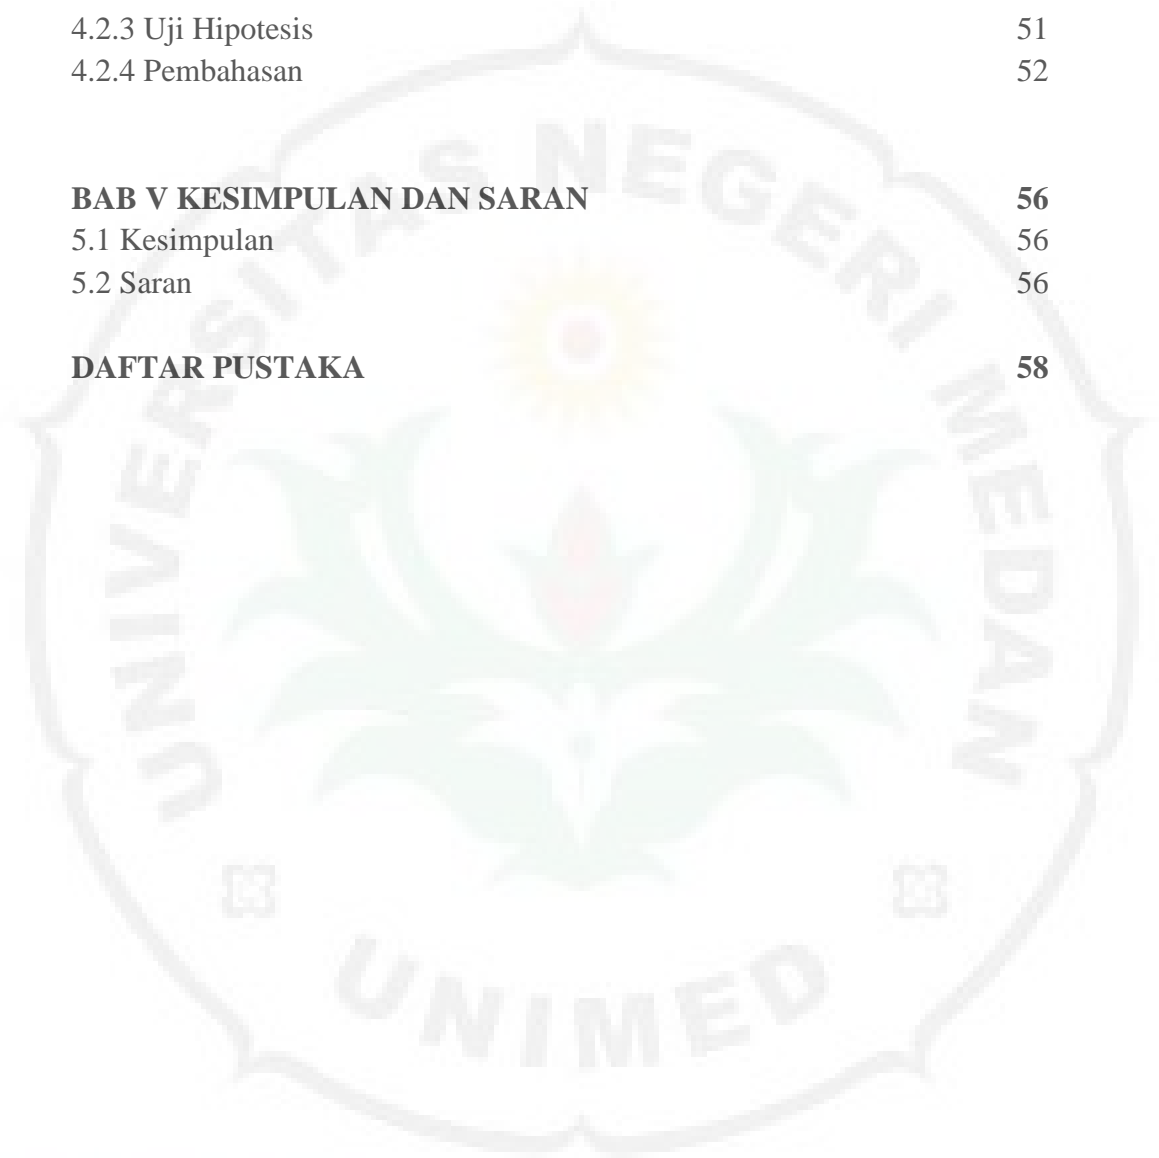 4.2.3 Uji Hipotesis 51
4.2.4 Pembahasan 52
BAB V KESIMPULAN DAN SARAN 56
5.1 Kesimpulan 56
5.2 Saran 56
DAFTAR PUSTAKA 58
UNIVERSITAS NEGERI MEDAN
UNIMED